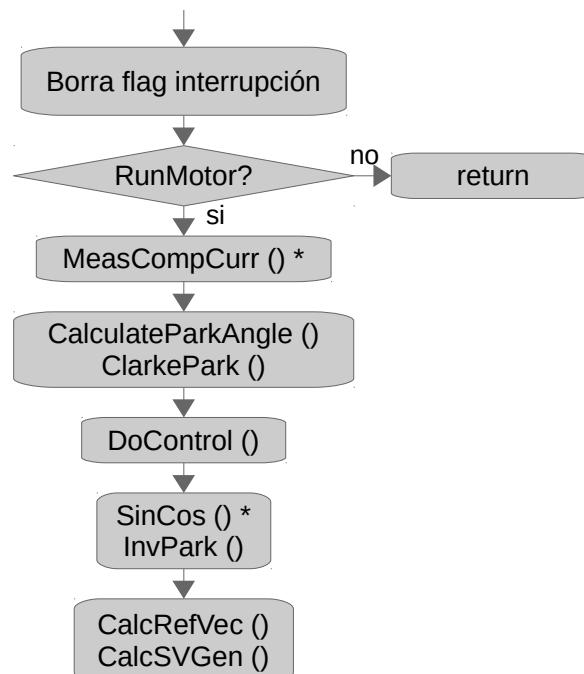 Borra flag interrupción
RunMotor?
no
return
si
MeasCompCurr () *
CalculateParkAngle ()
ClarkePark ()
DoControl ()
SinCos () *
InvPark ()
CalcRefVec ()
CalcSVGen ()